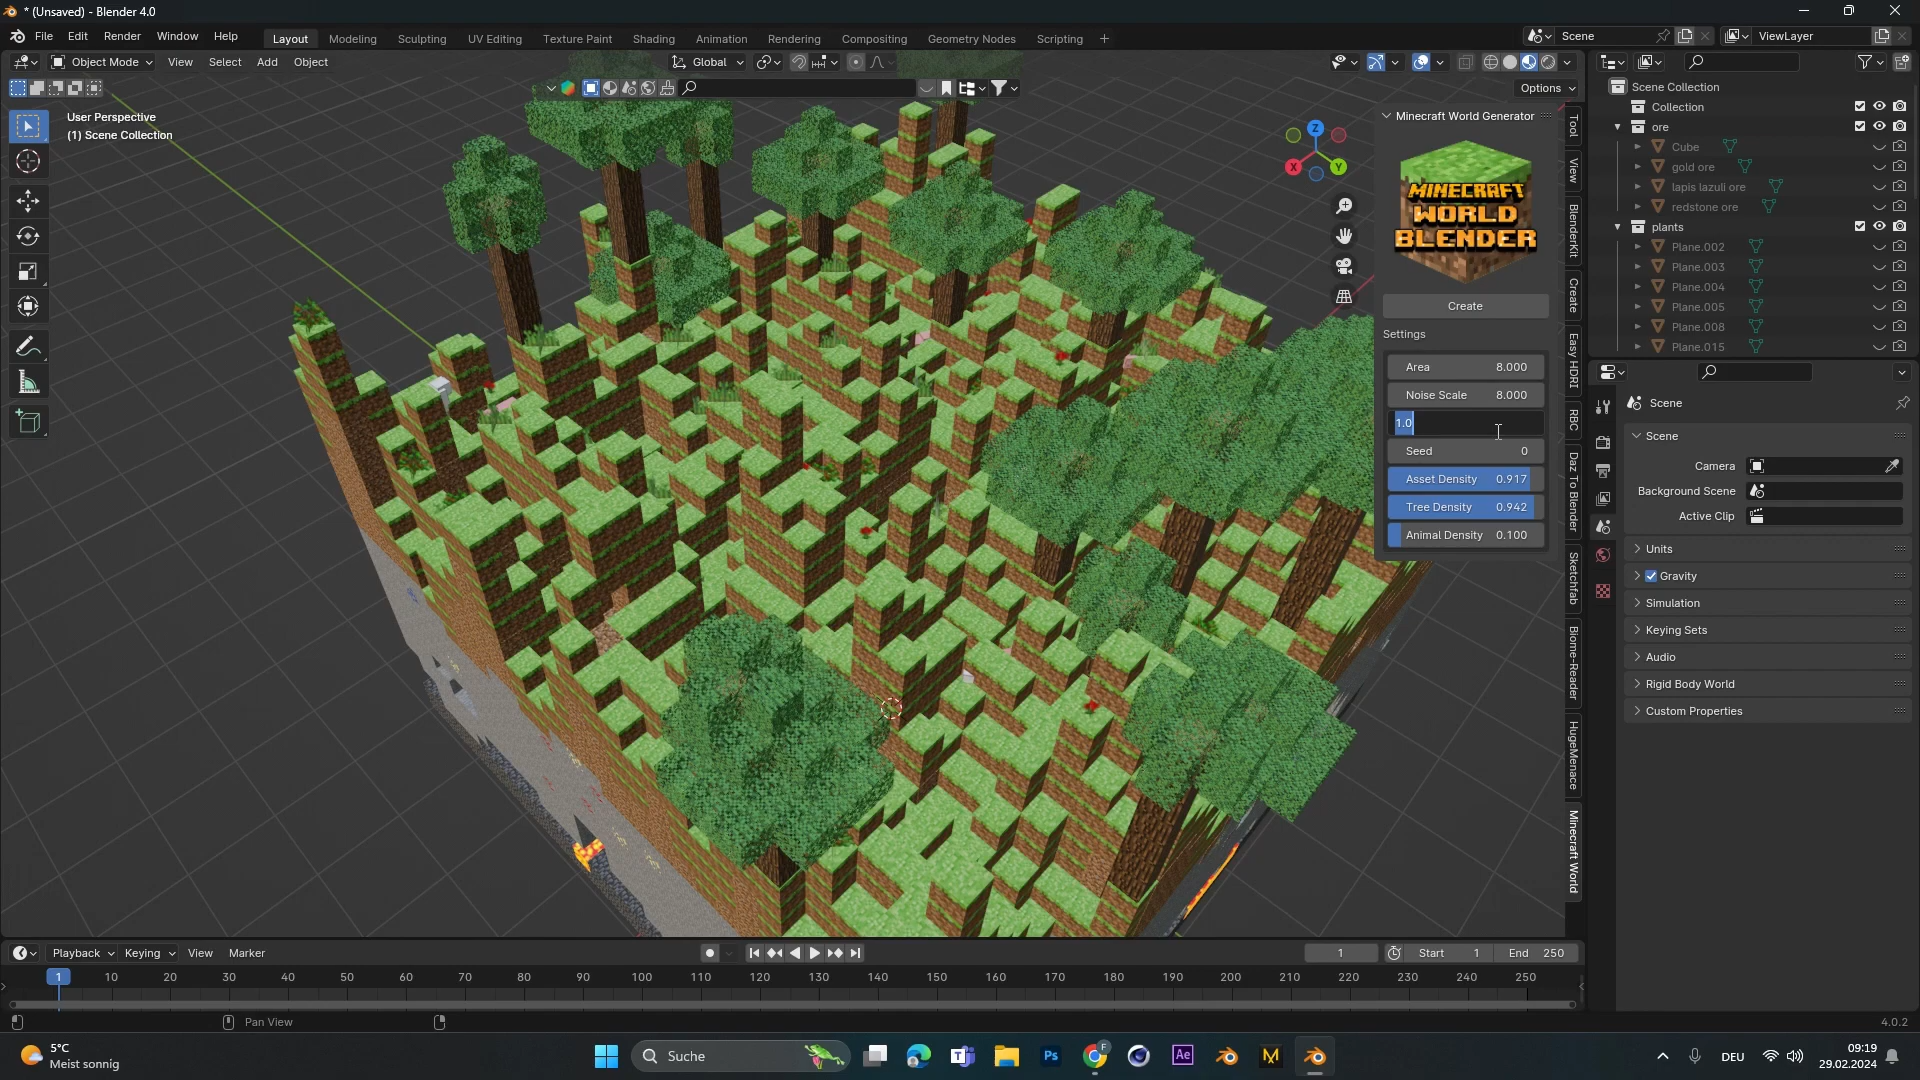 * (Unsaved) - Blender 4.0
File Edit Render Window Help
Layout Modeling Sculpting UV Editing Texture Paint Shading Animation Rendering Compositing Geometry Nodes Scripting +
Scene
ViewLayer
Object Mode View Select Add Object
Global
Options
User Perspective
(1) Scene Collection
Z
X
Y
Minecraft World Generator
MINECRAFT
WORLD
BLENDER
Create
Settings
Area 8.000
Noise Scale 8.000
1.0
Seed 0
Asset Density 0.917
Tree Density 0.942
Animal Density 0.100
Tool
View
BlenderKit
Create
Easy HDRI
RBC
Daz To Blender
Sketchfab
Biome-Reader
HugeMenace
Minecraft World
Scene Collection
Collection
ore
Cube
gold ore
lapis lazuli ore
redstone ore
plants
Plane.002
Plane.003
Plane.004
Plane.005
Plane.008
Plane.015
Scene
Scene
Camera
Background Scene
Active Clip
Units
Gravity
Simulation
Keying Sets
Audio
Rigid Body World
Custom Properties
Playback Keying View Marker
1
Start 1
End 250
1 10 20 30 40 50 60 70 80 90 100 110 120 130 140 150 160 170 180 190 200 210 220 230 240 250
Pan View
4.0.2
5°C
Meist sonnig
Suche
F
Ps
Ae
M
DEU
09:19
29.02.2024